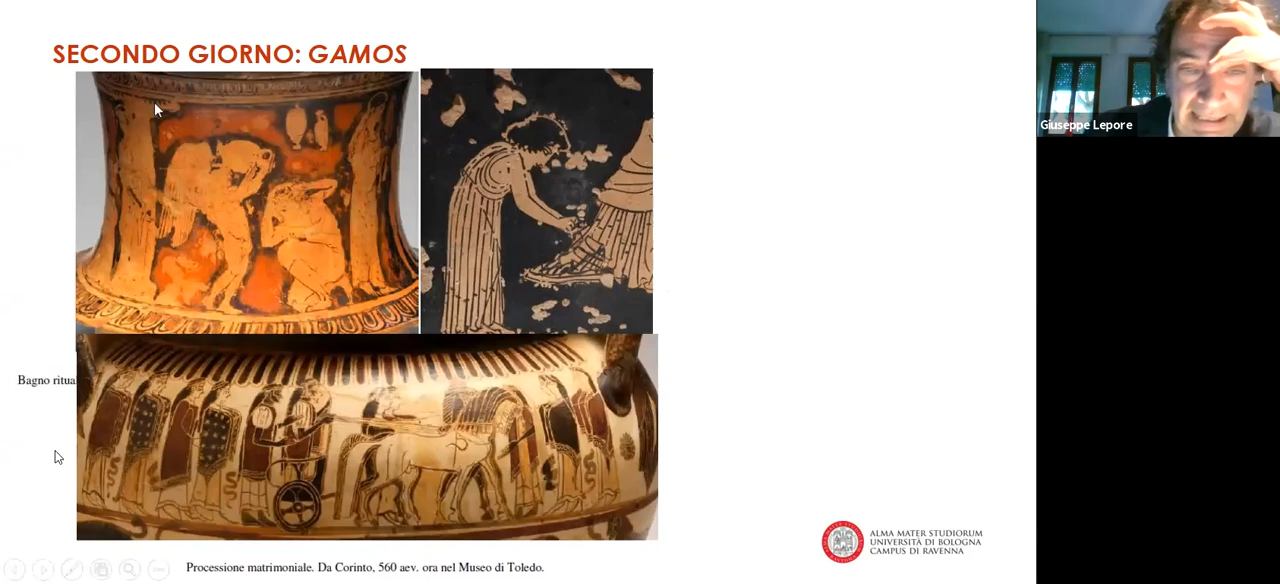 SECONDO GIORNO: GAMOS
Giuseppe Lepore
Bagno ritua
ALMA MATER STUDIORUM
UNIVERSITÀ DI BOLOGNA
CAMPUS DI RAVENNA
Processione matrimoniale. Da Corinto, 560 aev. ora nel Museo di Toledo.